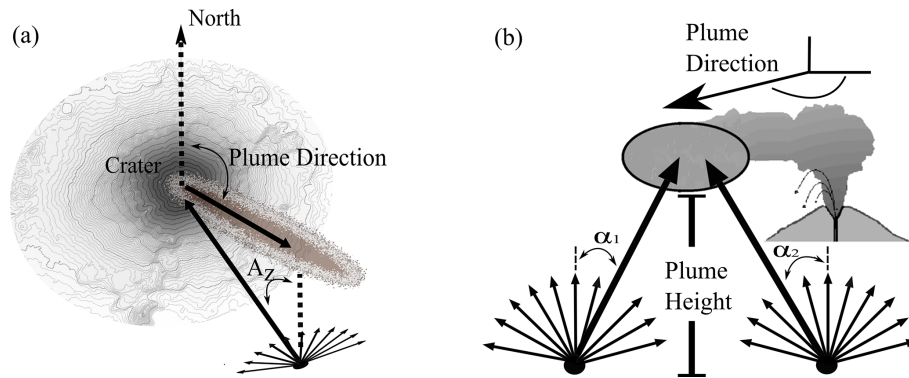 (a)
North
Crater
Plume Direction
A_Z
(b)
Plume
Direction
α₁
α₂
Plume
Height